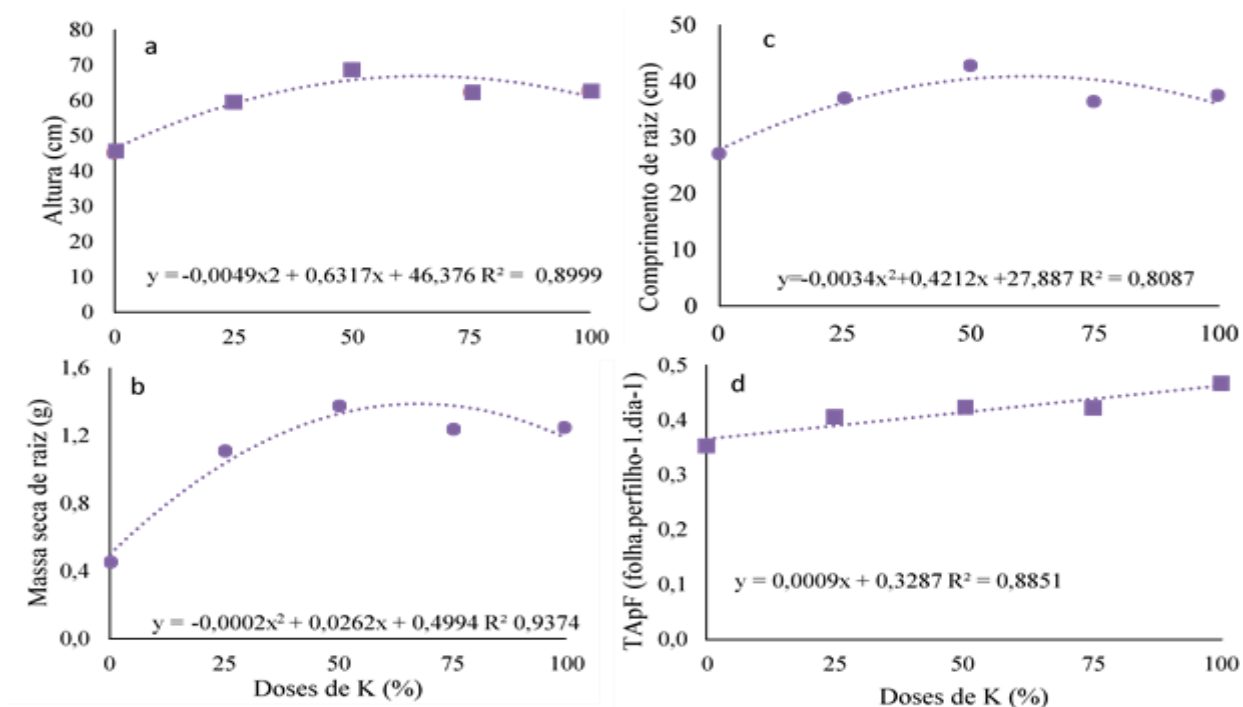 a
Altura (cm)
80
70
60
50
40
30
20
10
0
y = -0,0049x2 + 0,6317x + 46,376 R² = 0,8999
0 25 50 75 100
c
Comprimento de raiz (cm)
50
40
30
20
10
0
y=-0,0034x²+0,4212x +27,887 R² = 0,8087
0 25 50 75 100
b
Massa seca de raiz (g)
1,6
1,2
0,8
0,4
0,0
y = -0,0002x² + 0,0262x + 0,4994 R² 0,9374
0 25 50 75 100
Doses de K (%)
d
TApF (folha.perfilho-1.dia-1
0,5
0,4
0,3
0,2
0,1
0,0
y = 0,0009x + 0,3287 R² = 0,8851
0 25 50 75 100
Doses de K (%)